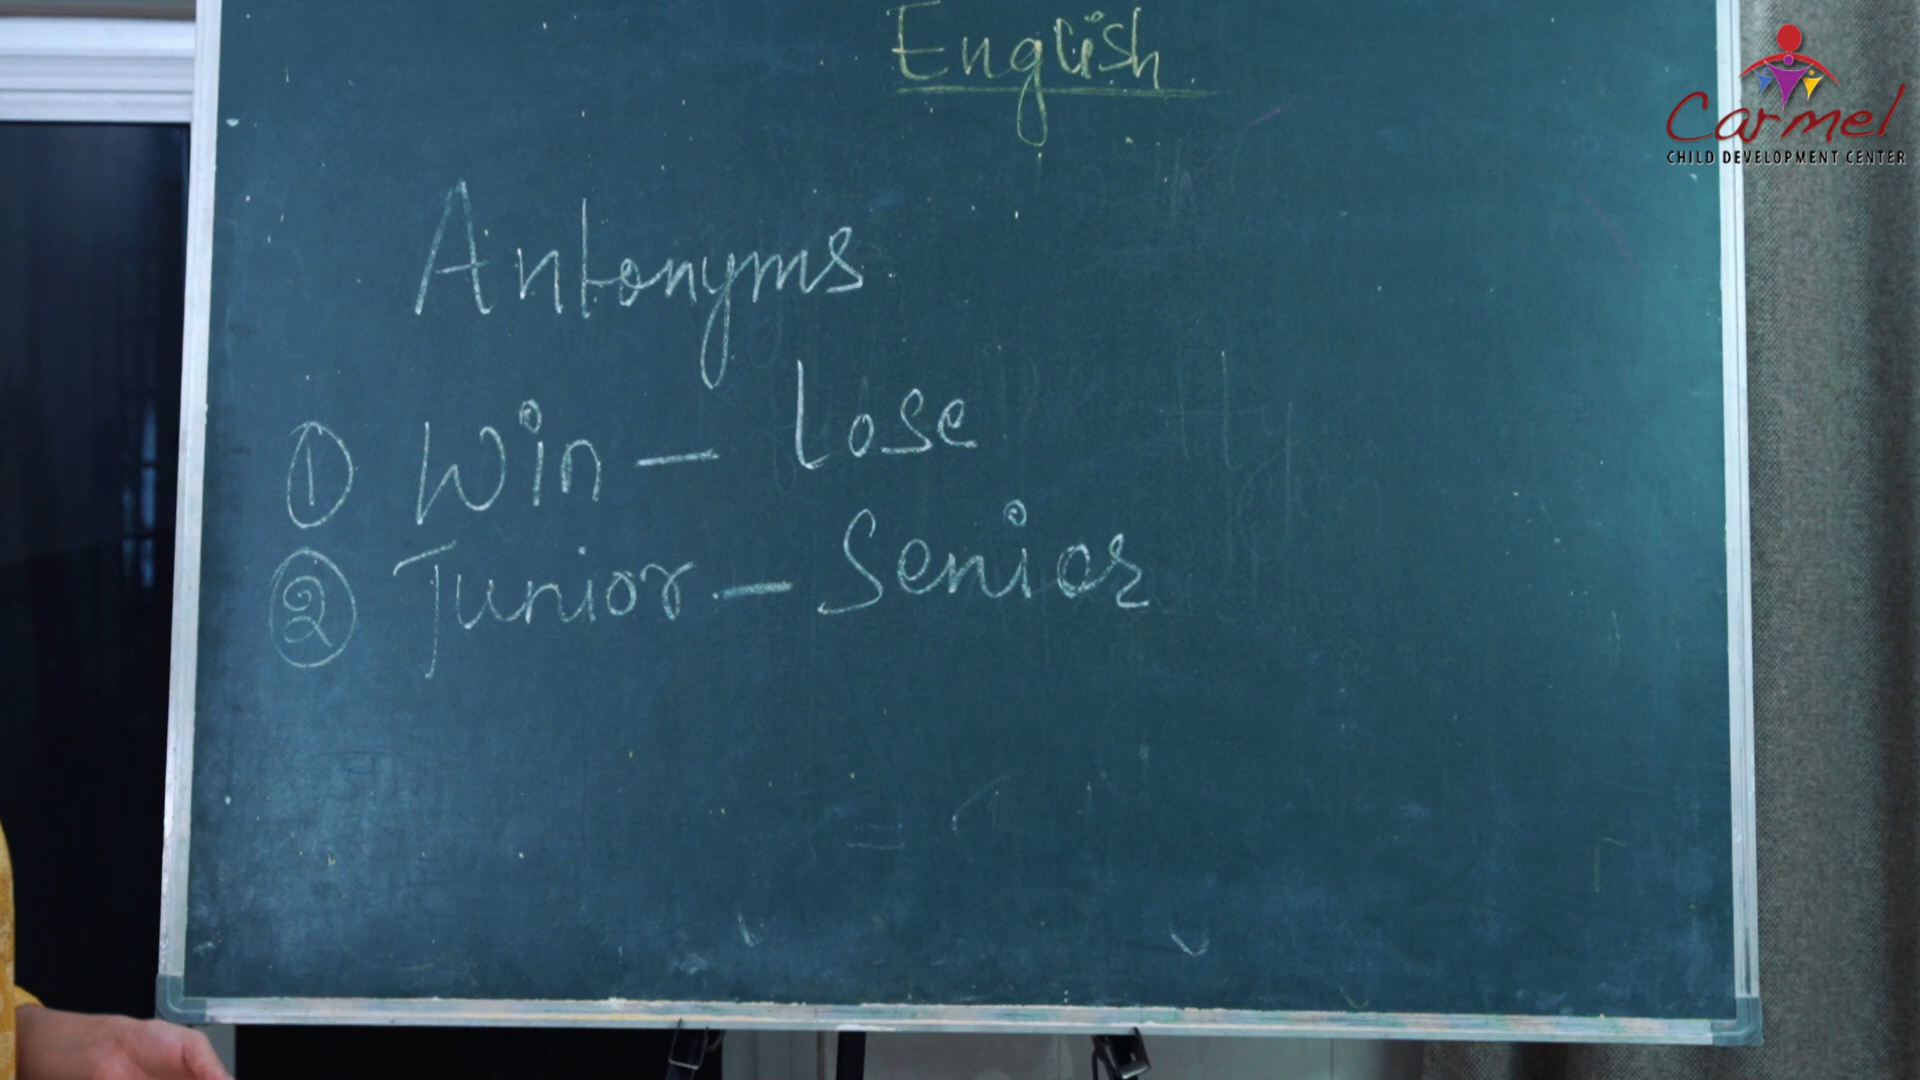 English
Carmel
CHILD DEVELOPMENT CENTER
Antonyms
① Win – Lose
② Junior – Senior